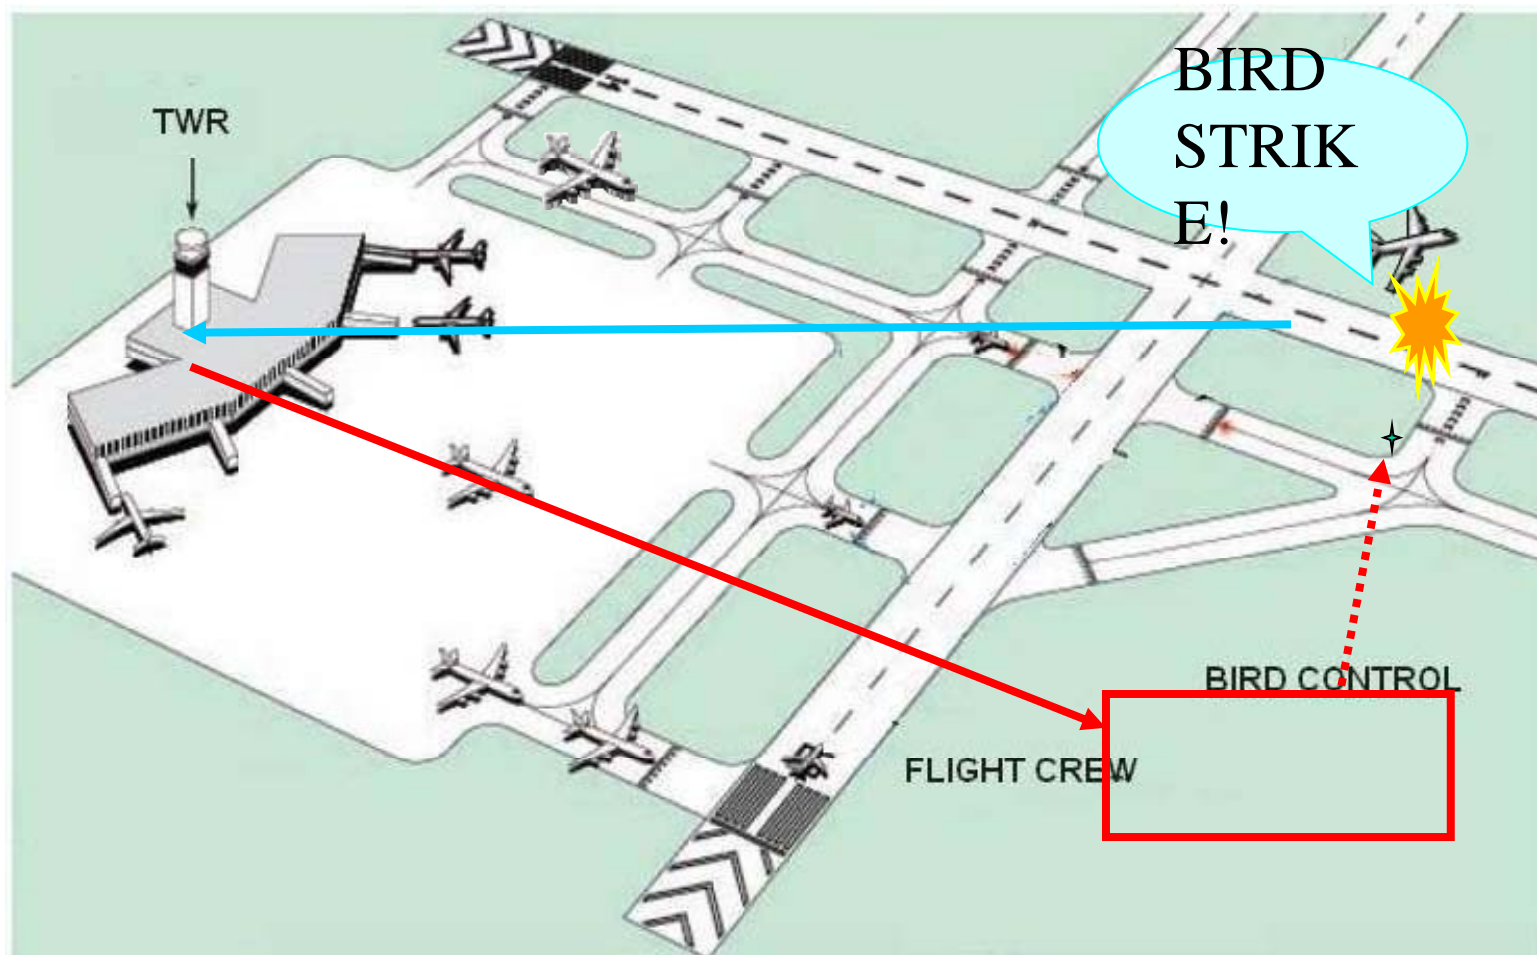 BIRD
STRIK
E!
TWR
BIRD CONTROL
FLIGHT CREW